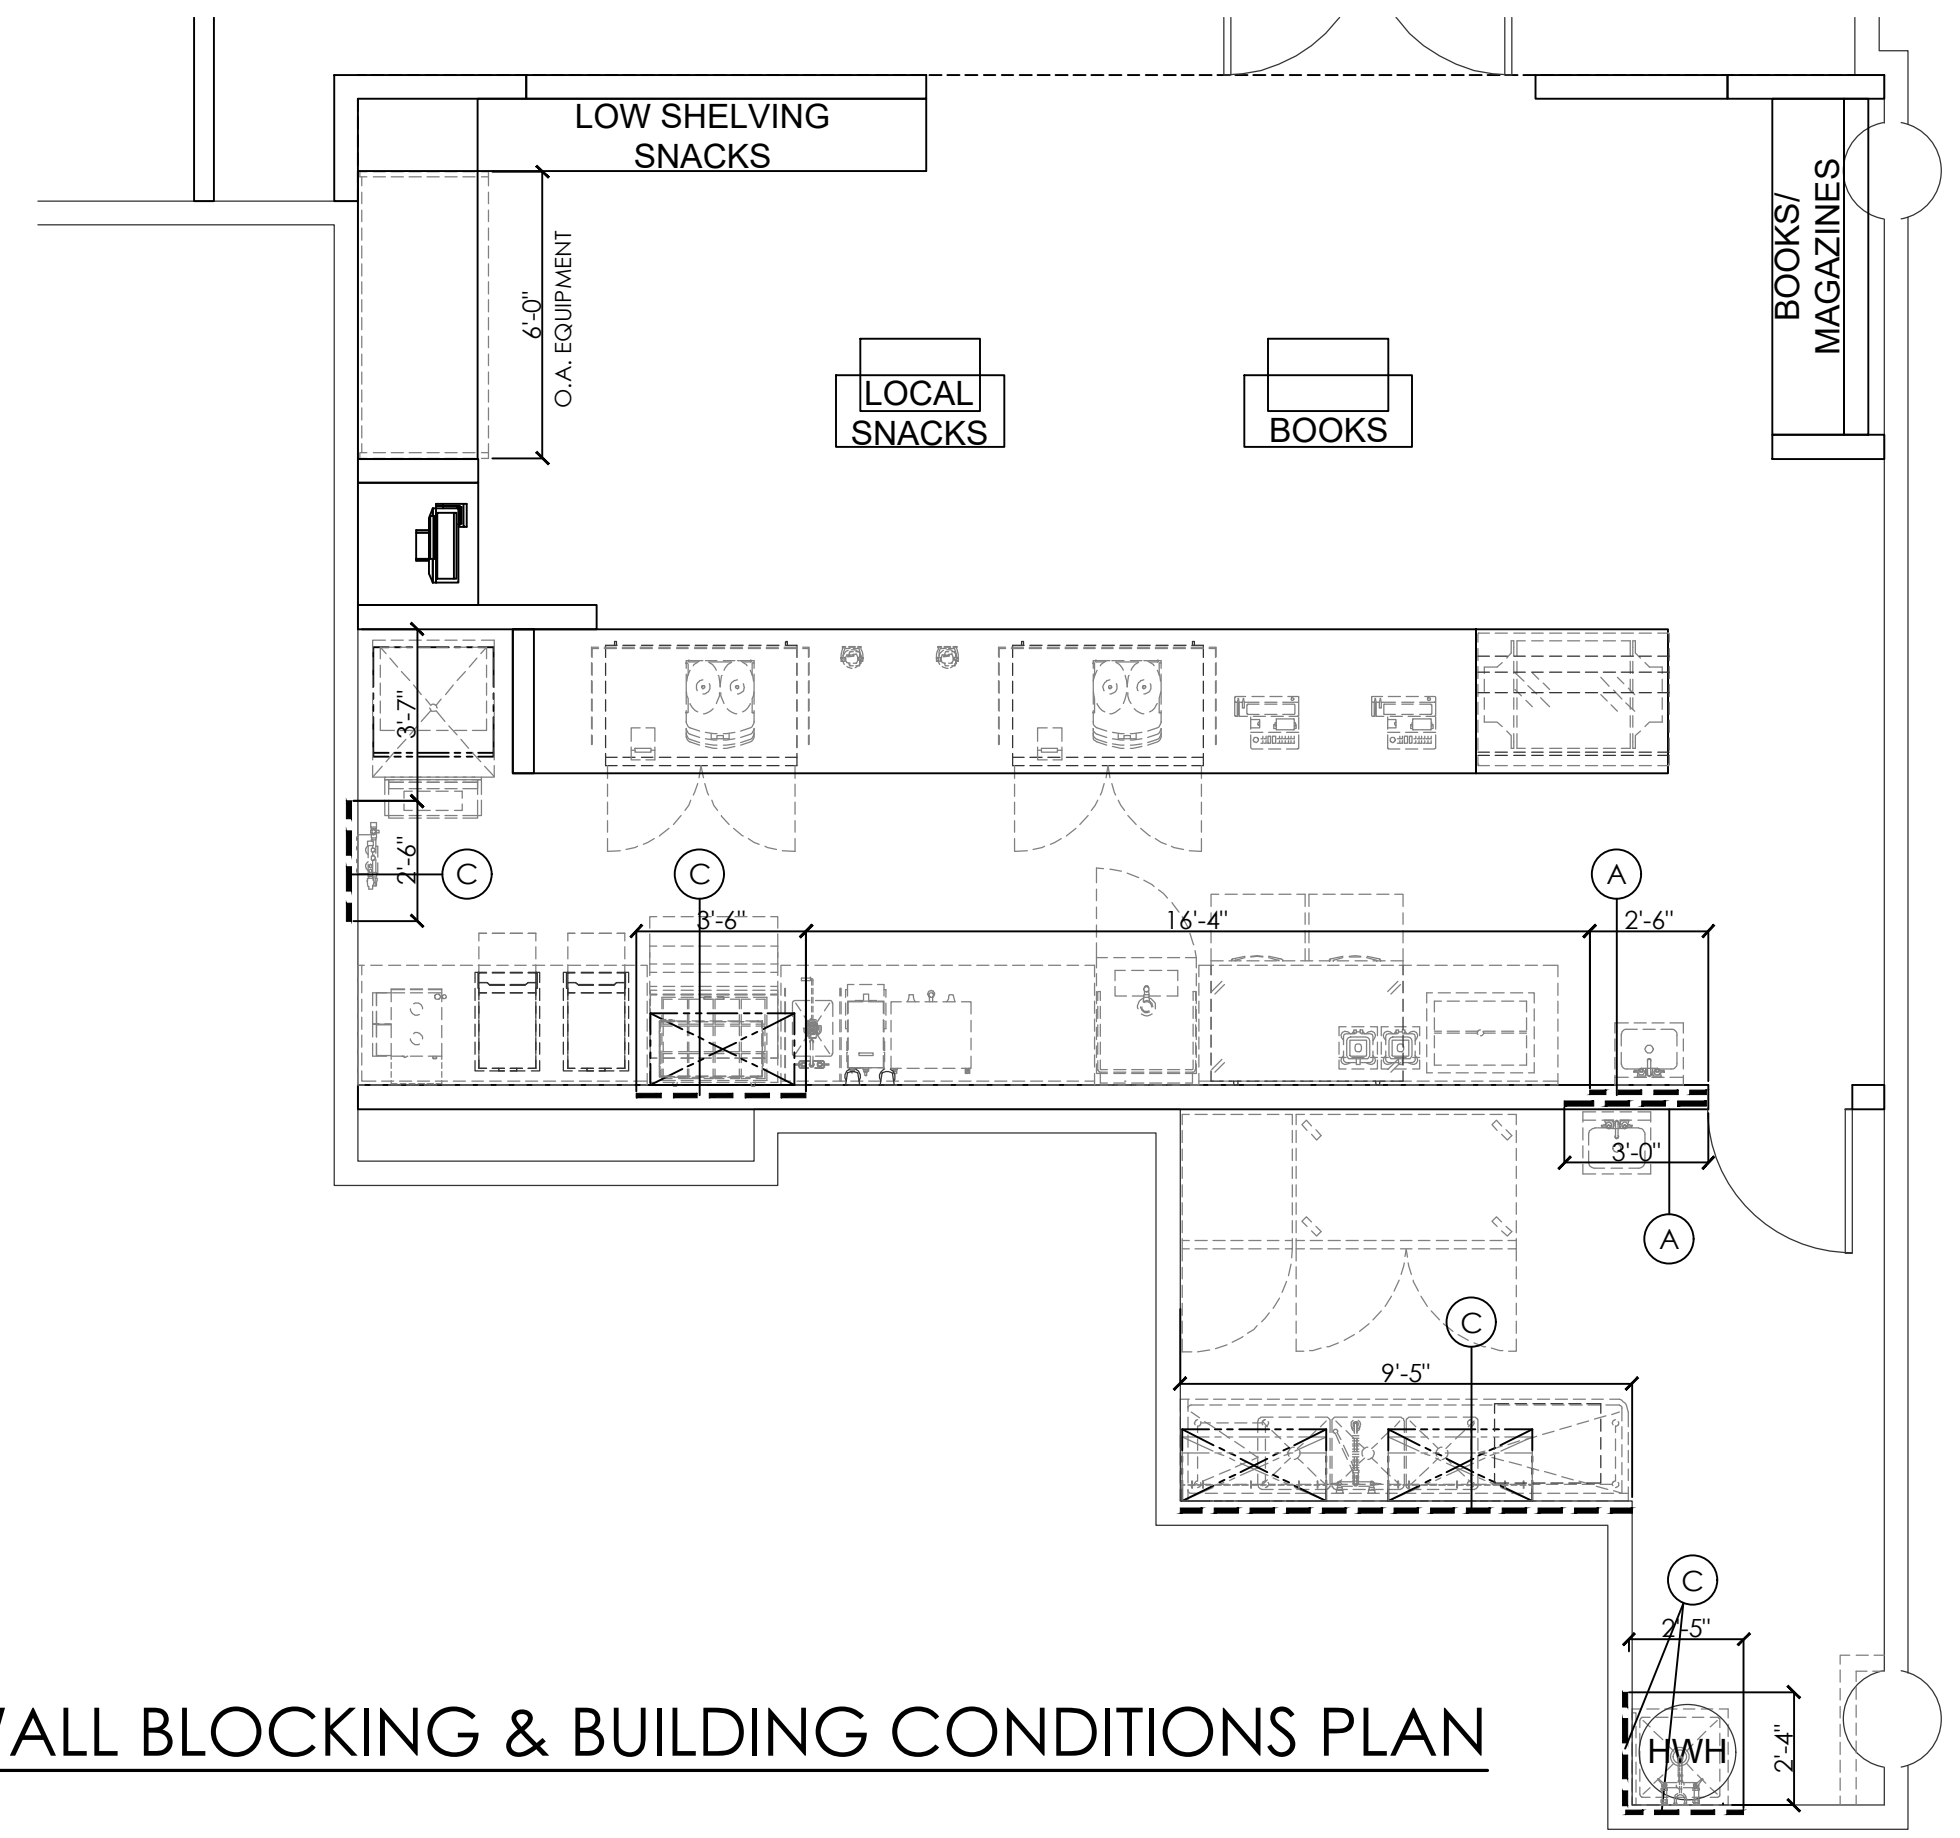 LOW SHELVING
SNACKS
BOOKS/
MAGAZINES
6'-0"
O.A. EQUIPMENT
LOCAL
SNACKS
BOOKS
3'-7"
2'-6"
C
C
A
3'-6"
16'-4"
2'-6"
3'-0"
A
C
9'-5"
C
2'-5"
HWH
2'-4"
WALL BLOCKING & BUILDING CONDITIONS PLAN